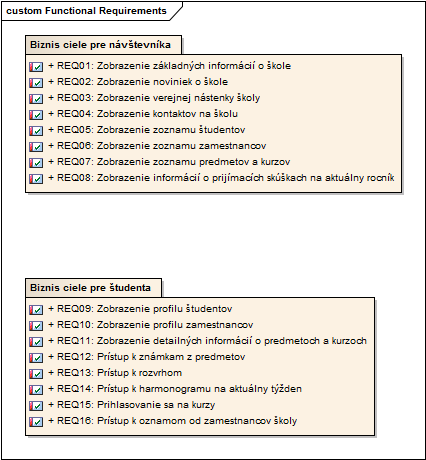 custom Functional Requirements
Biznis ciele pre návštevníka
+ REQ01: Zobrazenie základných informácií o škole
+ REQ02: Zobrazenie noviniek o škole
+ REQ03: Zobrazenie verejnej nástenky školy
+ REQ04: Zobrazenie kontaktov na školu
+ REQ05: Zobrazenie zoznamu študentov
+ REQ06: Zobrazenie zoznamu zamestnancov
+ REQ07: Zobrazenie zoznamu predmetov a kurzov
+ REQ08: Zobrazenie informácií o prijímacích skúškach na aktuálny rocník
Biznis ciele pre študenta
+ REQ09: Zobrazenie profilu študentov
+ REQ10: Zobrazenie profilu zamestnancov
+ REQ11: Zobrazenie detailných informácií o predmetoch a kurzoch
+ REQ12: Prístup k známkam z predmetov
+ REQ13: Prístup k rozvrhom
+ REQ14: Prístup k harmonogramu na aktuálny týžden
+ REQ15: Prihlasovanie sa na kurzy
+ REQ16: Prístup k oznamom od zamestnancov školy